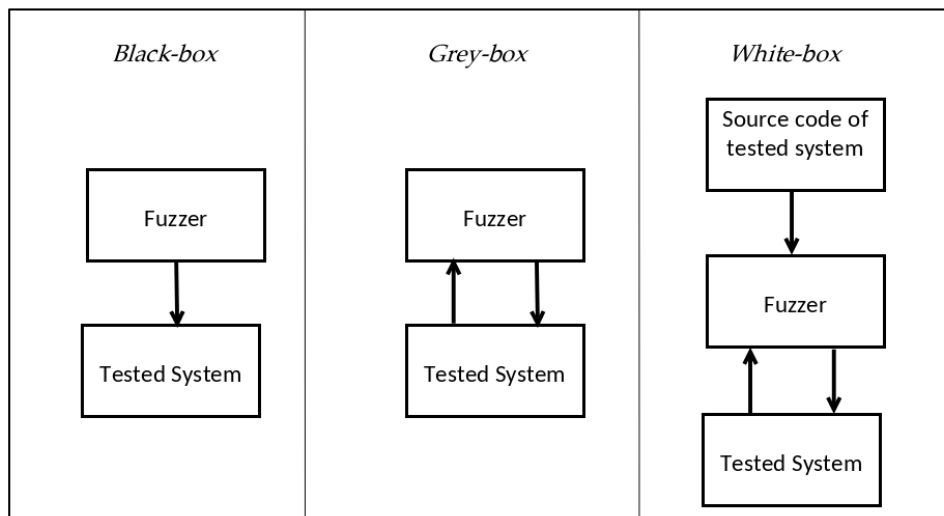 Black-box
Fuzzer
Tested System
Grey-box
Fuzzer
Tested System
White-box
Source code of
tested system
Fuzzer
Tested System